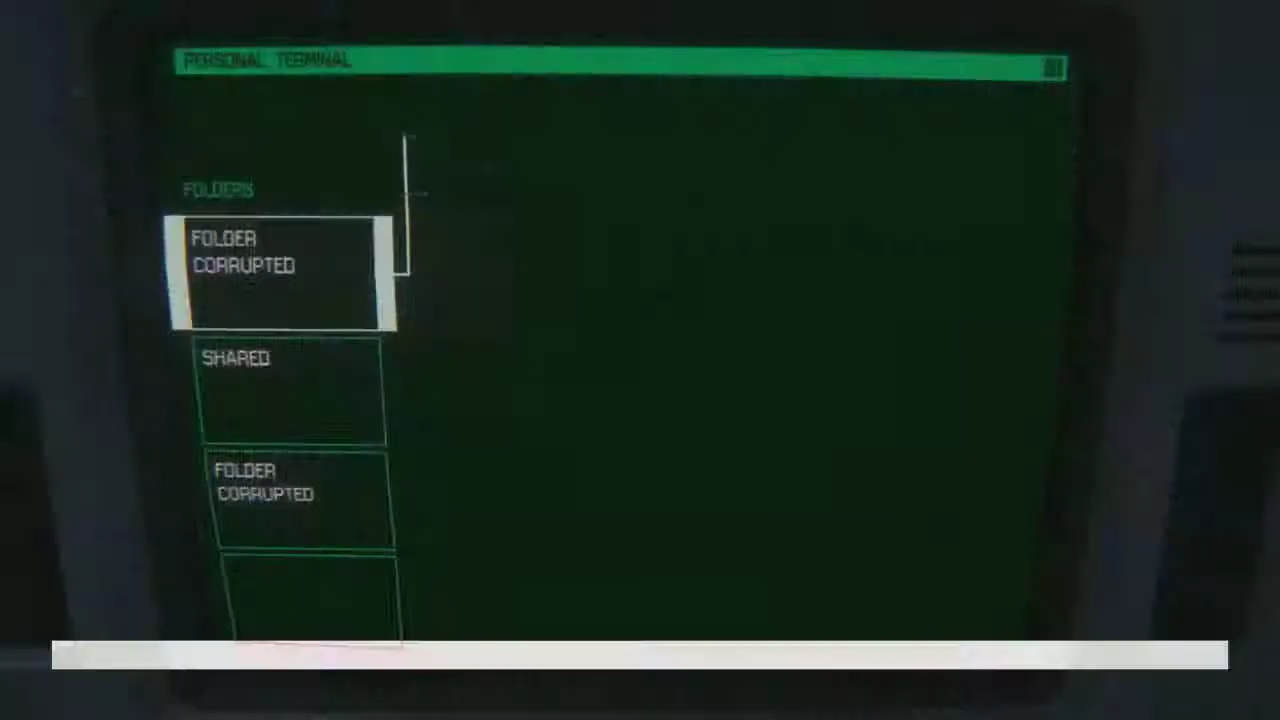 PERSONAL TERMINAL
FOLDERS
FOLDER
CORRUPTED
SHARED
FOLDER
CORRUPTED